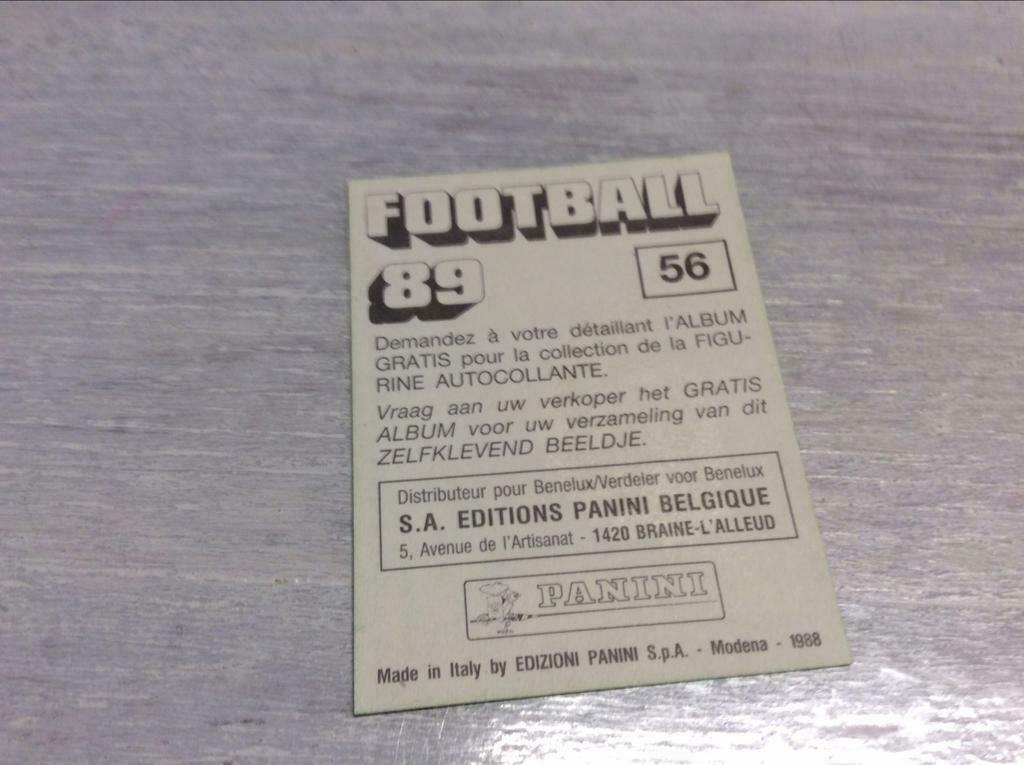 FOOTBALL
89
56
Demandez à votre détaillant l'ALBUM
GRATIS pour la collection de la FIGU-
RINE AUTOCOLLANTE.
Vraag aan uw verkoper het GRATIS
ALBUM voor uw verzameling van dit
ZELFKLEVEND BEELDJE.
Distributeur pour Benelux/Verdeler voor Benelux
S.A. EDITIONS PANINI BELGIQUE
5, Avenue de l'Artisanat - 1420 BRAINE-L'ALLEUD
PANINI
Made in Italy by EDIZIONI PANINI S.p.A. - Modena - 1988